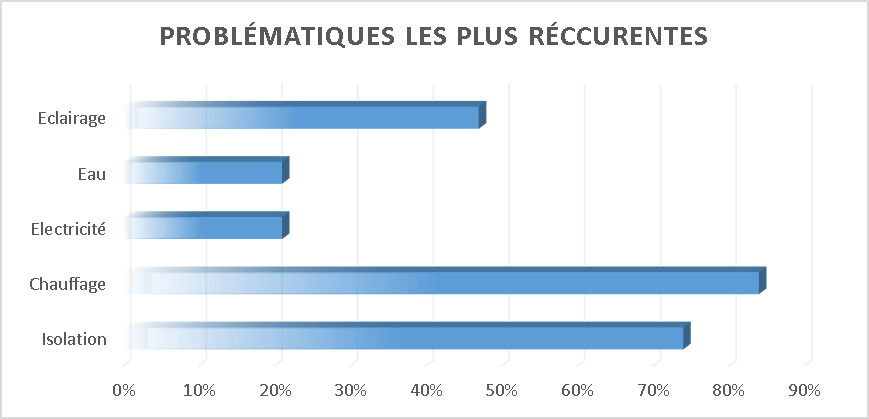 PROBLÉMATIQUES LES PLUS RÉCCURENTES
Eclairage
Eau
Electricité
Chauffage
Isolation
0% 10% 20% 30% 40% 50% 60% 70% 80% 90%